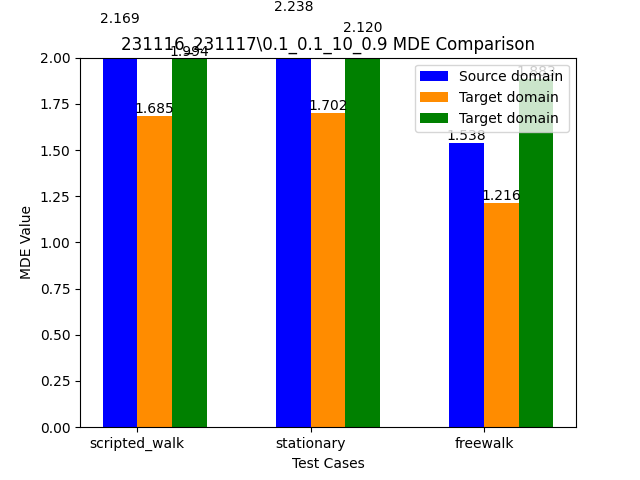 2.238
2.169
2.120
231116_231117\0.1_0.1_10_0.9 MDE Comparison
1.994
2.00
Source domain
Target domain
Target domain
1.883
1.75
1.685
1.702
1.50
1.538
1.25
1.216
1.00
0.75
0.50
0.25
0.00
MDE Value
scripted_walk
stationary
freewalk
Test Cases